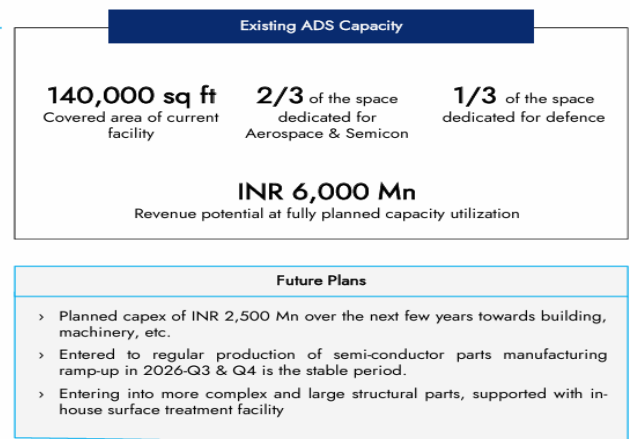 Existing ADS Capacity
140,000 sq ft
Covered area of current
facility
2/3 of the space
dedicated for
Aerospace & Semicon
1/3 of the space
dedicated for defence
INR 6,000 Mn
Revenue potential at fully planned capacity utilization
Future Plans
› Planned capex of INR 2,500 Mn over the next few years towards building,
machinery, etc.
› Entered to regular production of semi-conductor parts manufacturing
ramp-up in 2026-Q3 & Q4 is the stable period.
› Entering into more complex and large structural parts, supported with in-
house surface treatment facility